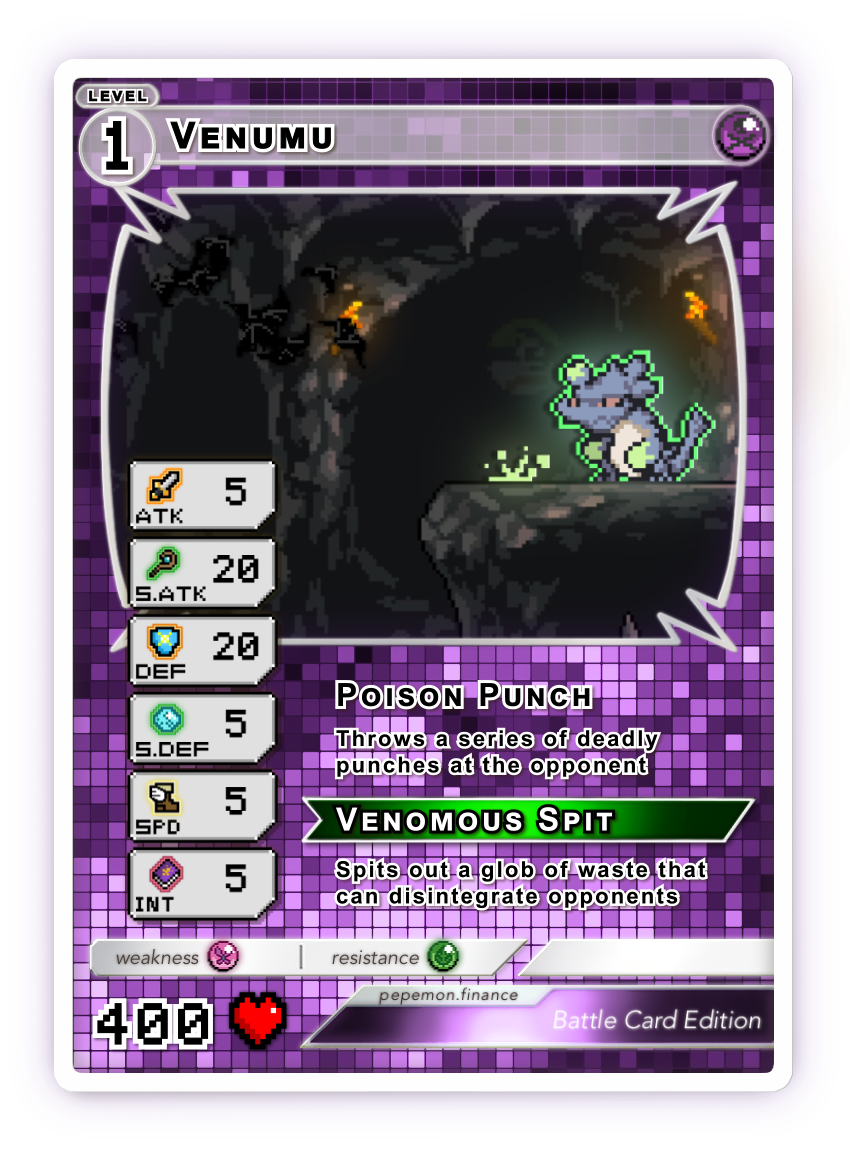 LEVEL
1 VENUMU
ATK 5
S.ATK 20
DEF 20
S.DEF 5
SPD 5
INT 5
POISON PUNCH
Throws a series of deadly
punches at the opponent
VENOMOUS SPIT
Spits out a glob of waste that
can disintegrate opponents
weakness | resistance
400
pepemon.finance
Battle Card Edition